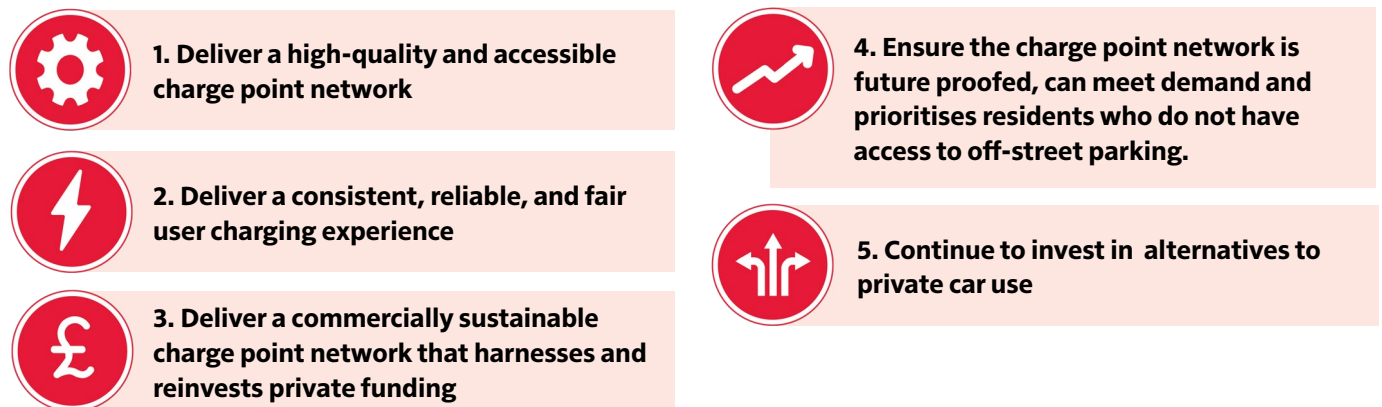 1. Deliver a high-quality and accessible
charge point network
2. Deliver a consistent, reliable, and fair
user charging experience
£
3. Deliver a commercially sustainable
charge point network that harnesses and
reinvests private funding
4. Ensure the charge point network is
future proofed, can meet demand and
prioritises residents who do not have
access to off-street parking.
5. Continue to invest in  alternatives to
private car use